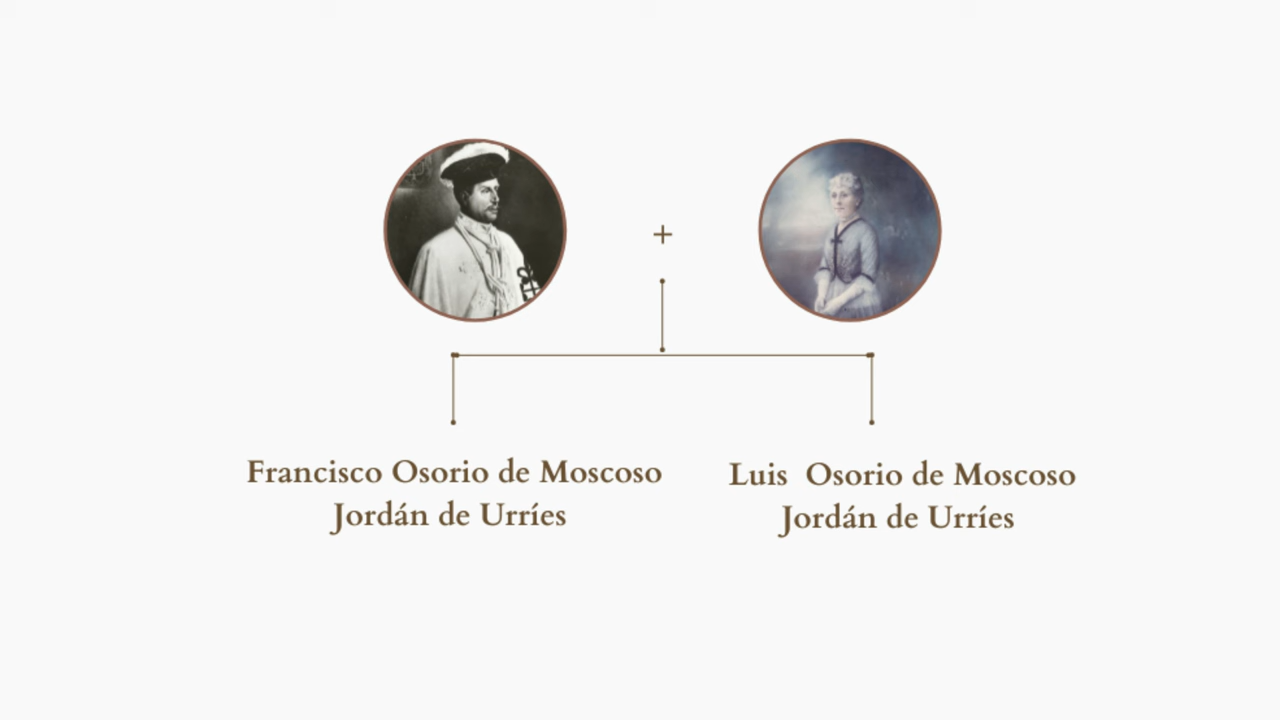 +
Francisco Osorio de Moscoso
Jordán de Urríes
Luis Osorio de Moscoso
Jordán de Urríes